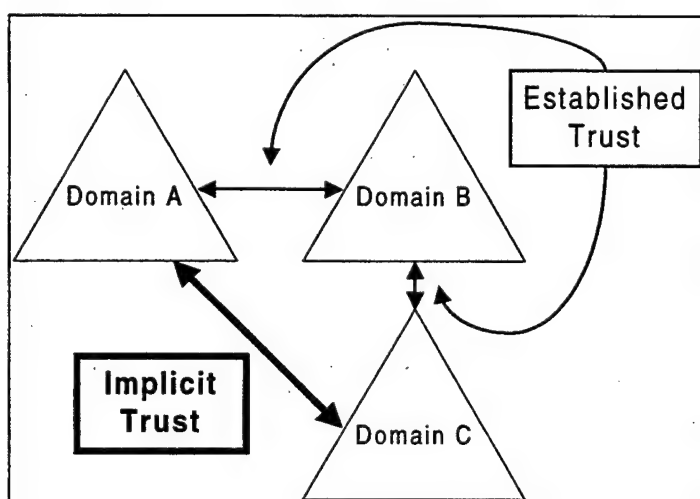 Established
Trust
Domain A
Domain B
Implicit
Trust
Domain C